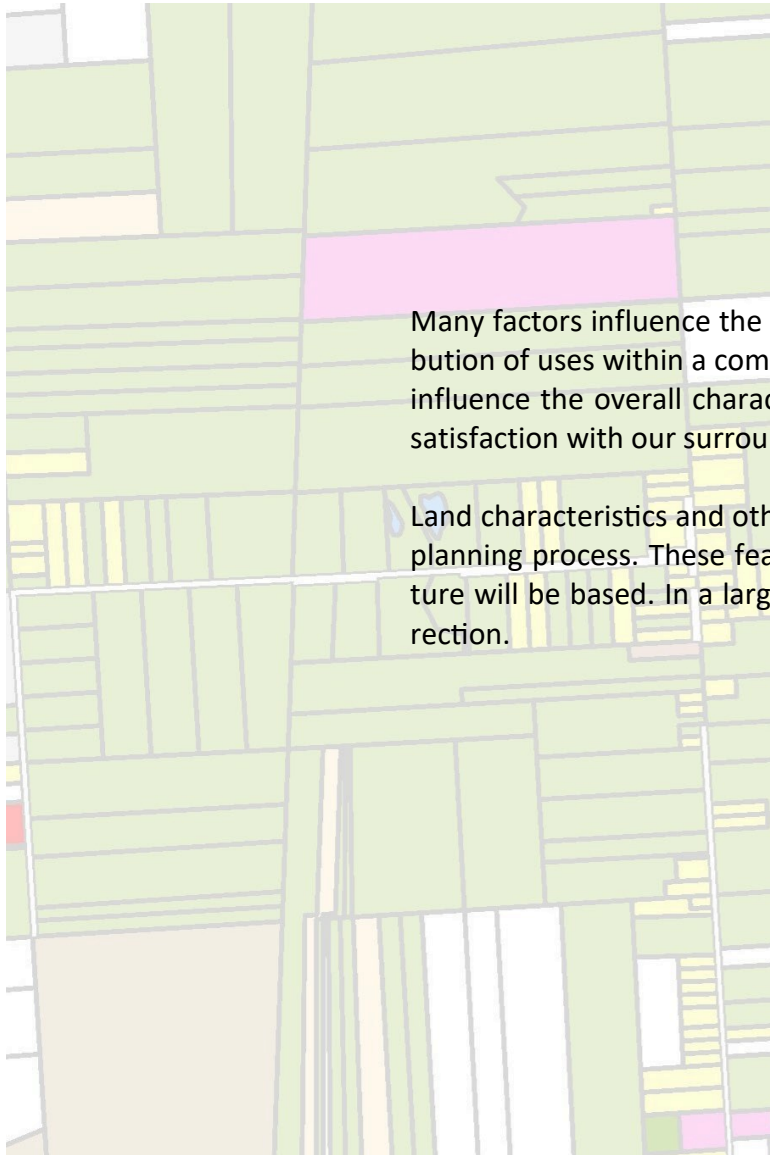 Many factors influence the
bution of uses within a com
influence the overall charac
satisfaction with our surrou
Land characteristics and oth
planning process. These fea
ture will be based. In a larg
rection.